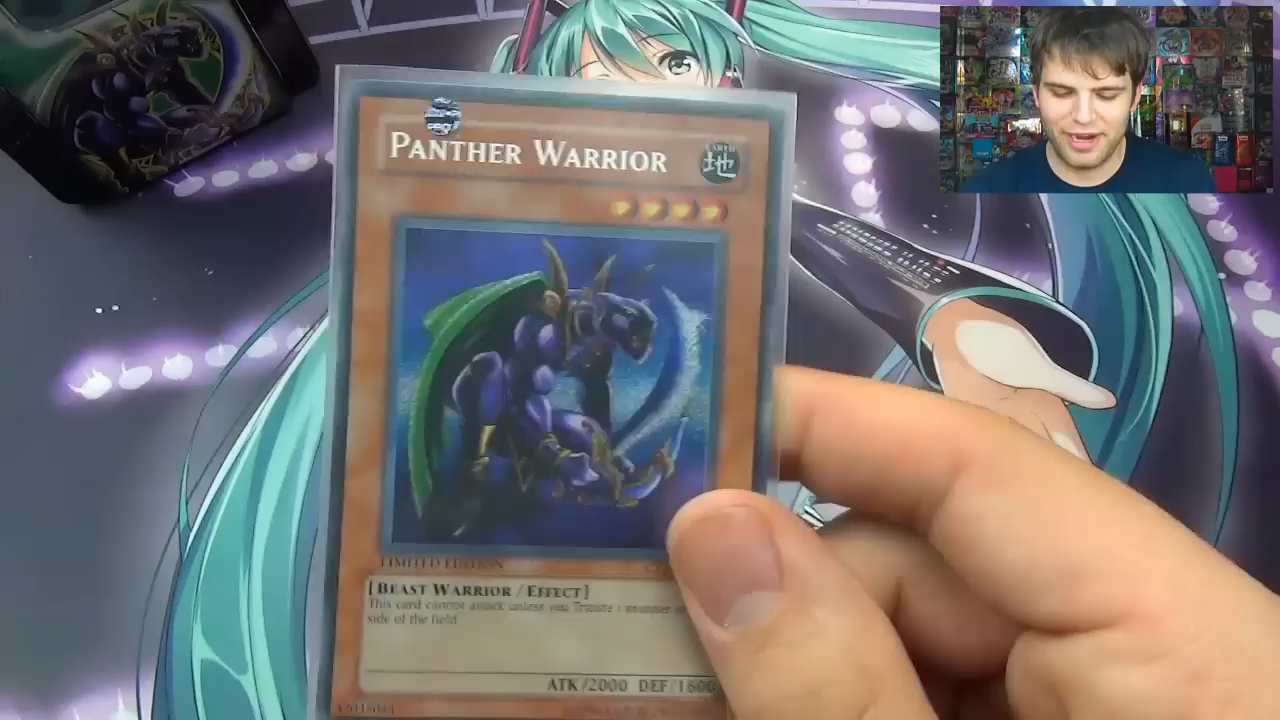 PANTHER WARRIOR
EARTH
地
LIMITED EDITION
[BEAST WARRIOR / EFFECT]
This card cannot attack unless you Tribute 1 monster
side of the field.
ATK/2000 DEF/1600